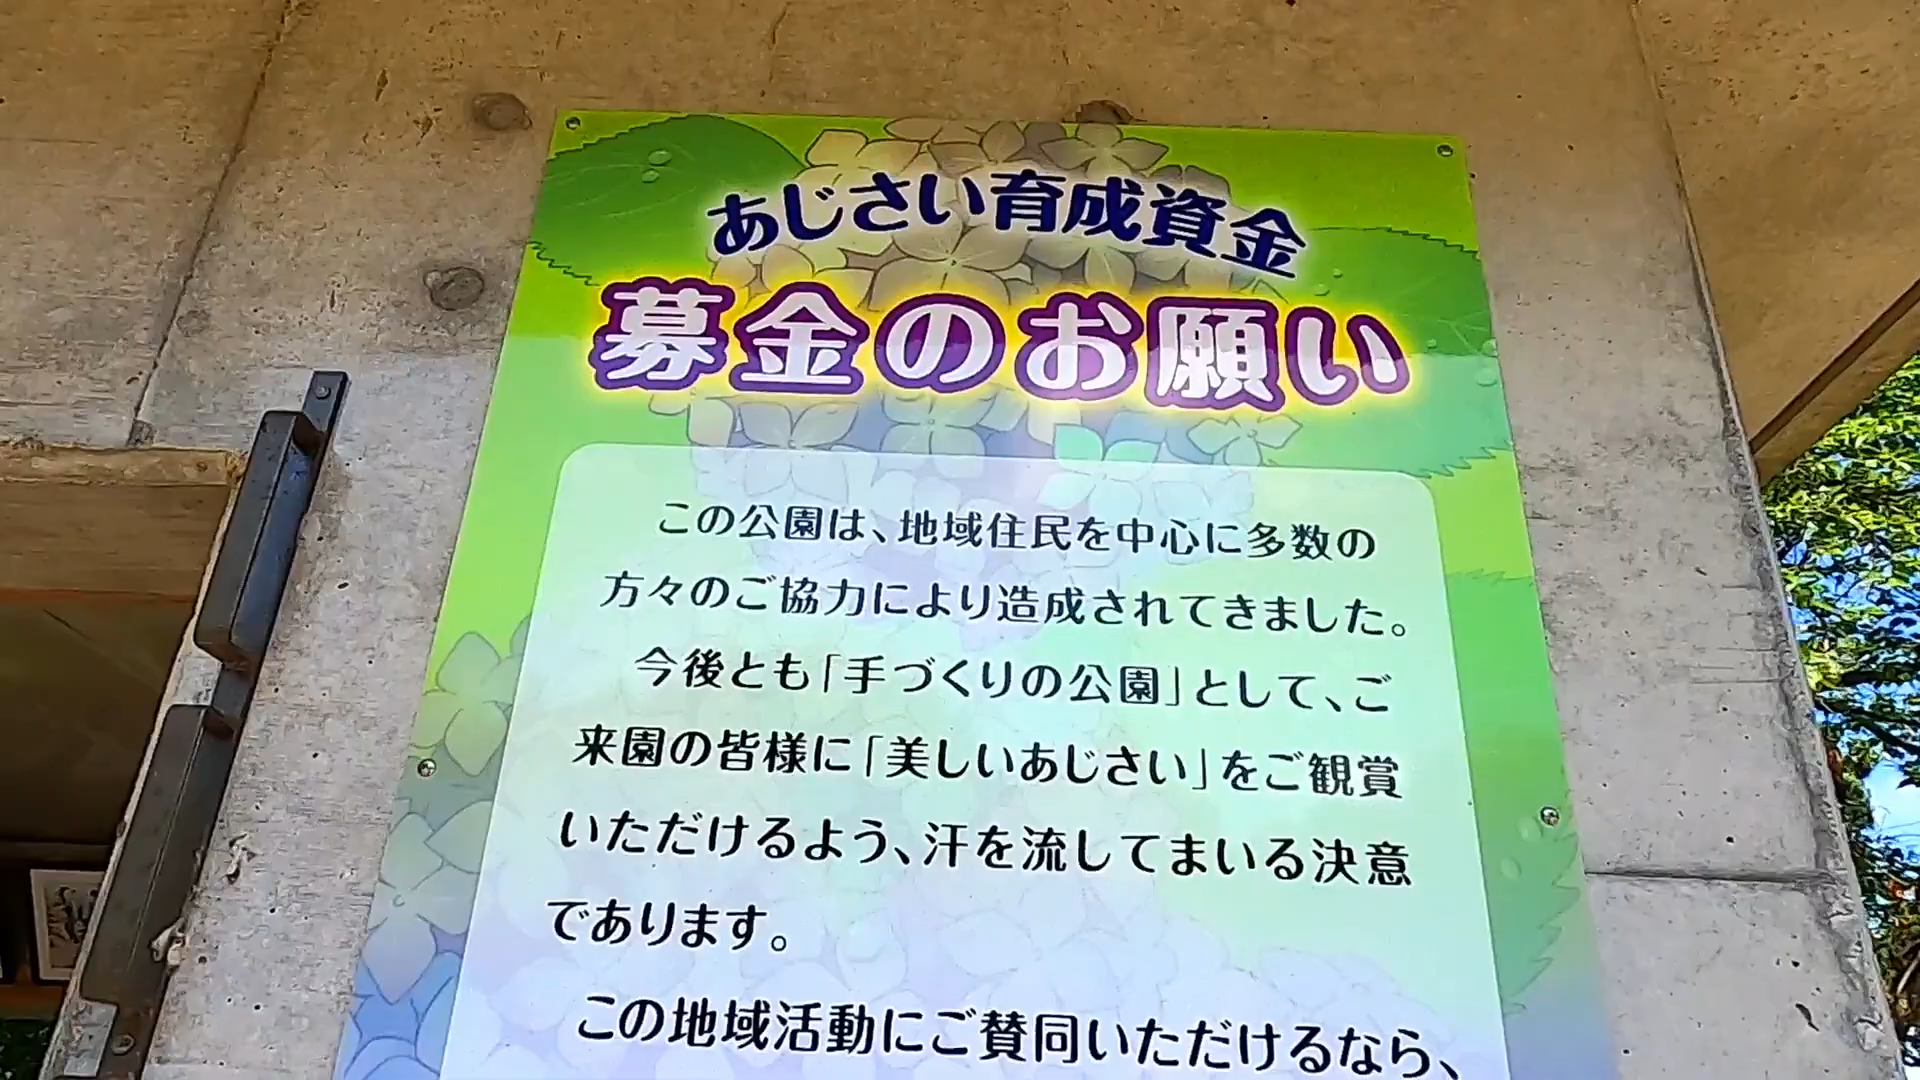 あじさい育成資金
募金のお願い
この公園は、地域住民を中心に多数の
方々のご協力により造成されてきました。
今後とも「手づくりの公園」として、ご
来園の皆様に「美しいあじさい」をご観賞
いただけるよう、汗を流してまいる決意
であります。
この地域活動にご賛同いただけるなら、